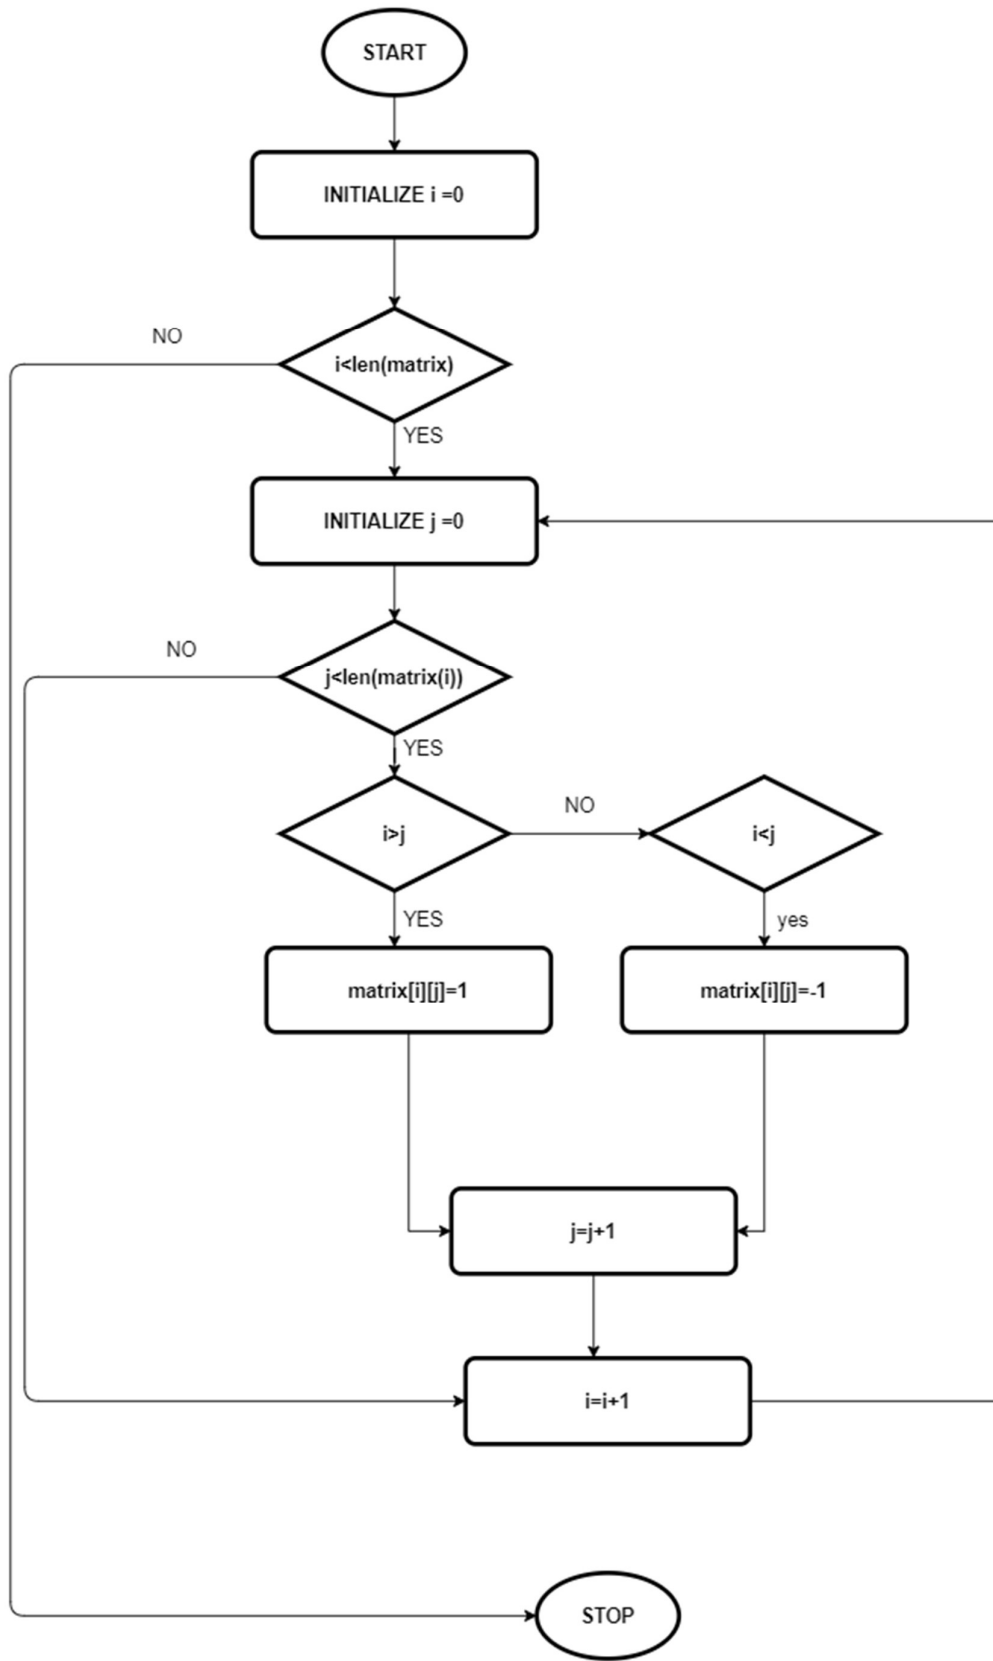 START
INITIALIZE i =0
NO
i<len(matrix)
YES
INITIALIZE j =0
NO
j<len(matrix(i))
YES
i>j
NO
i<j
YES
yes
matrix[i][j]=1
matrix[i][j]=-1
j=j+1
i=i+1
STOP